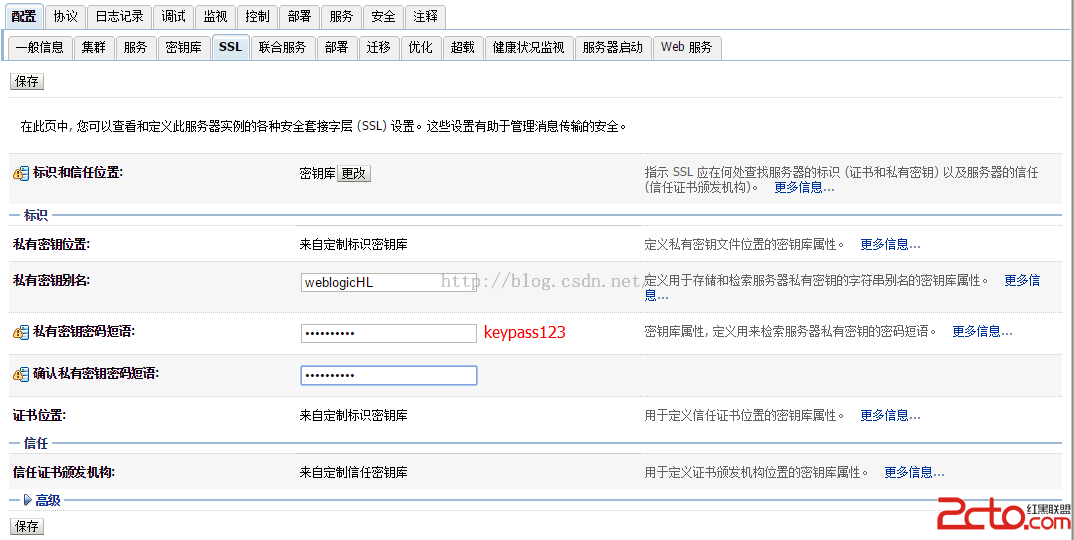 配置 协议 日志记录 调试 监视 控制 部署 服务 安全 注释
一般信息 集群 服务 密钥库 SSL 联合服务 部署 迁移 优化 超载 健康状况监视 服务器启动 Web 服务
保存
在此页中, 您可以查看和定义此服务器实例的各种安全套接字层 (SSL) 设置。这些设置有助于管理消息传输的安全。
标识和信任位置: 密钥库 更改 指示 SSL 应在何处查找服务器的标识 (证书和私有密钥) 以及服务器的信任
(信任证书颁发机构)。 更多信息...
标识
私有密钥位置: 来自定制标识密钥库 定义私有密钥文件位置的密钥库属性。 更多信息...
私有密钥别名: weblogicHL http://blog.csdn.net/ 定义用于存储和检索服务器私有密钥的字符串别名的密钥库属性。 更多信
息...
私有密钥密码短语: •••••••••• keypass123 密钥库属性, 定义用来检索服务器私有密钥的密码短语。 更多信息...
确认私有密钥密码短语: ••••••••••
证书位置: 来自定制标识密钥库 用于定义信任证书位置的密钥库属性。 更多信息...
信任
信任证书颁发机构: 来自定制信任密钥库 用于定义证书颁发机构位置的密钥库属性。 更多信息...
高级
保存
2cto.com 红黑联盟